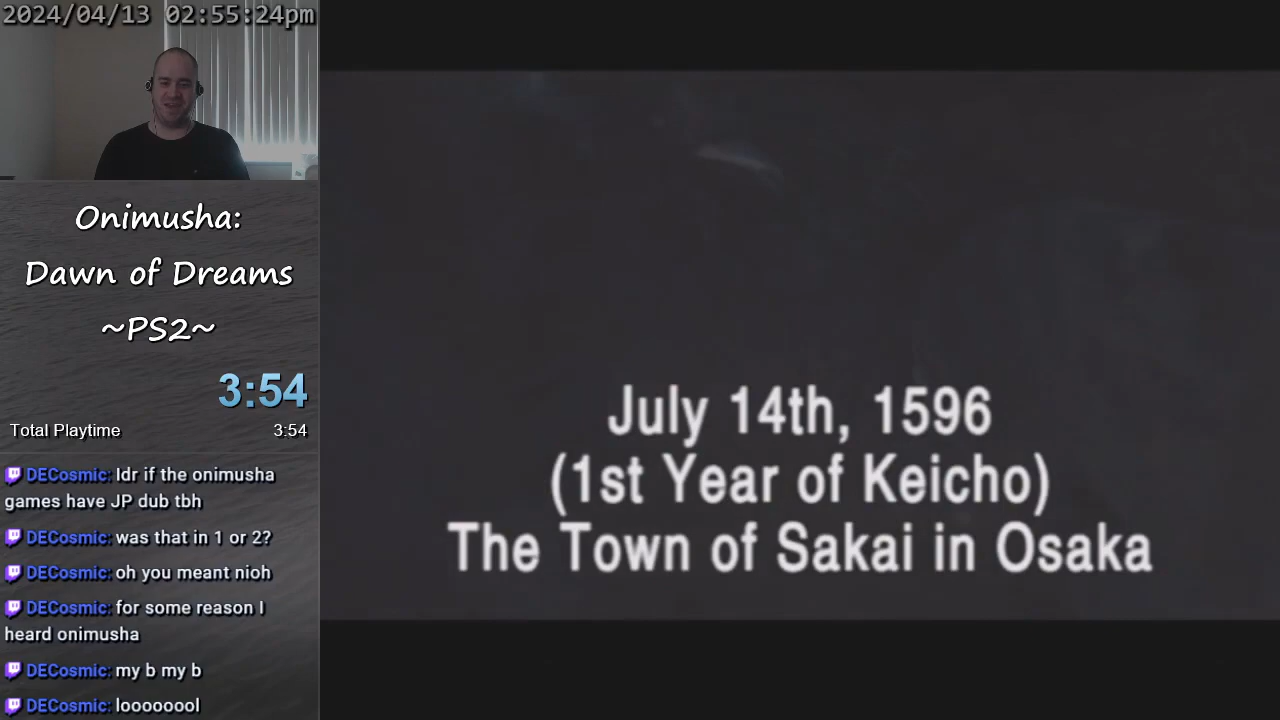 2024/04/13 02:55:24pm
Onimusha:
Dawn of Dreams
~PS2~
3:54
Total Playtime 3:54
DECosmic: Idr if the onimusha
games have JP dub tbh
DECosmic: was that in 1 or 2?
DECosmic: oh you meant nioh
DECosmic: for some reason I
heard onimusha
DECosmic: my b my b
DECosmic: loooooool
July 14th, 1596
(1st Year of Keicho)
The Town of Sakai in Osaka